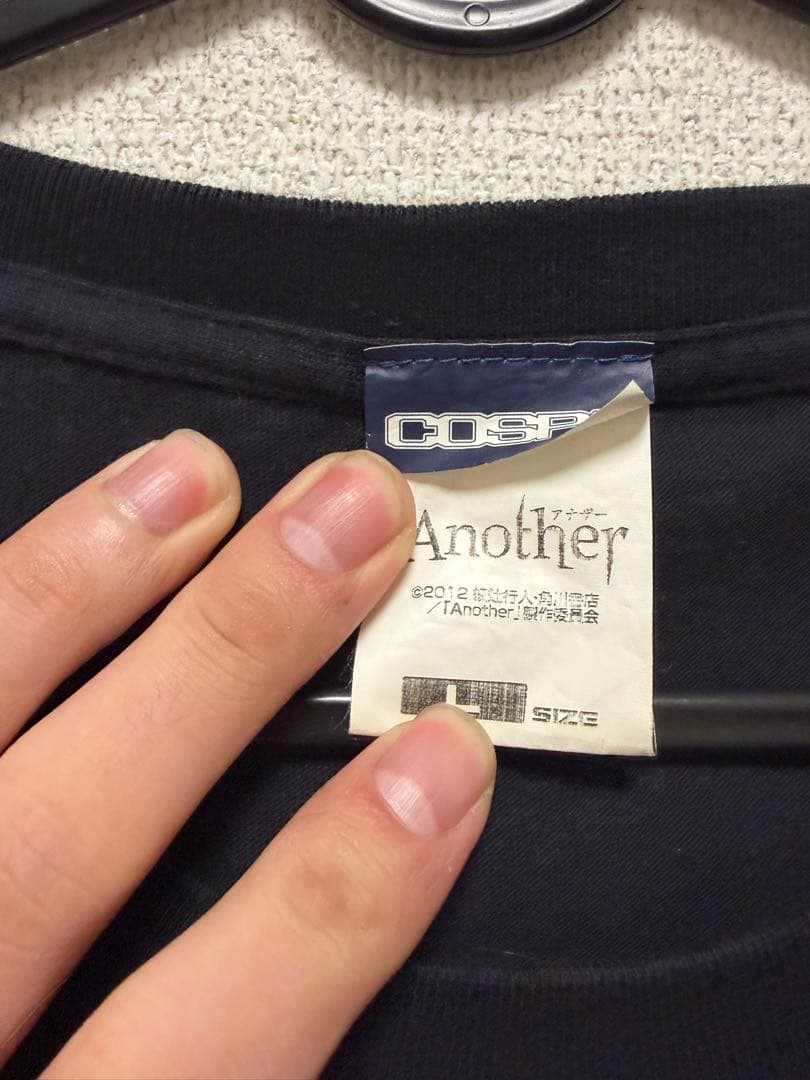 COSP
アナザー
Another
©2012 綾辻行人・角川書店
/「Another」製作委員会
L SIZE